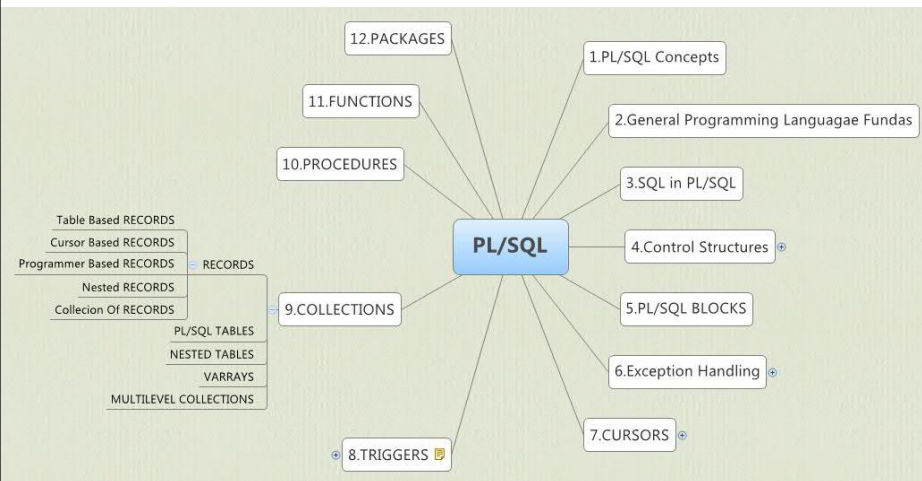 12.PACKAGES
1.PL/SQL Concepts
11.FUNCTIONS
2.General Programming Languagae Fundas
10.PROCEDURES
3.SQL in PL/SQL
Table Based RECORDS
Cursor Based RECORDS
Programmer Based RECORDS
RECORDS
Nested RECORDS
Collecion Of RECORDS
PL/SQL
4.Control Structures
9.COLLECTIONS
5.PL/SQL BLOCKS
PL/SQL TABLES
NESTED TABLES
VARRAYS
MULTILEVEL COLLECTIONS
6.Exception Handling
7.CURSORS
8.TRIGGERS